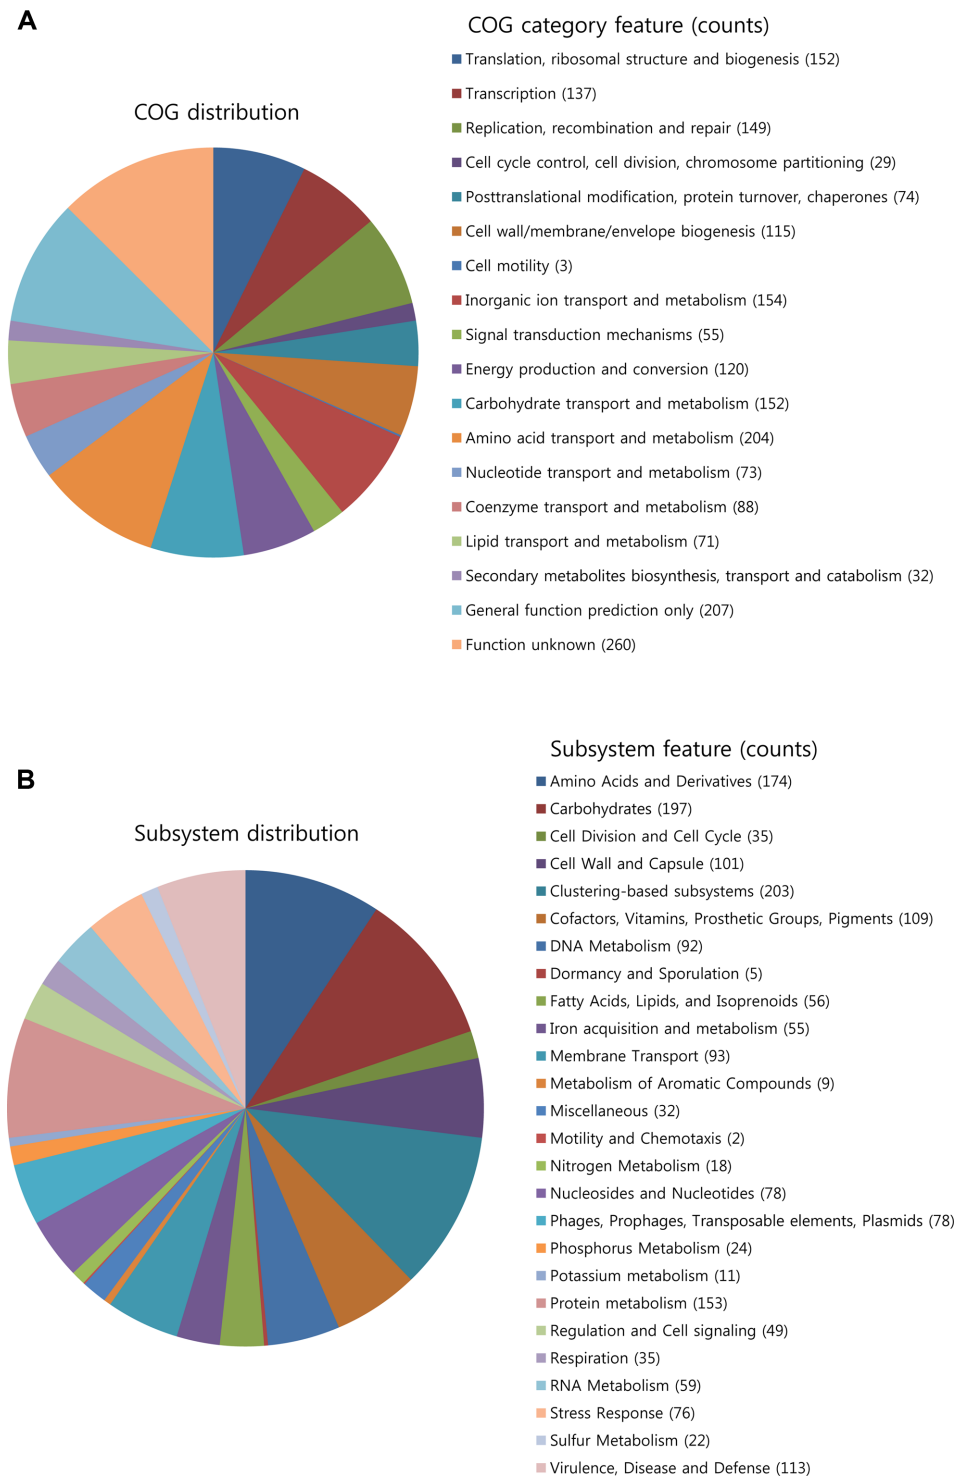 A
COG category feature (counts)
COG distribution
Translation, ribosomal structure and biogenesis (152)
Transcription (137)
Replication, recombination and repair (149)
Cell cycle control, cell division, chromosome partitioning (29)
Posttranslational modification, protein turnover, chaperones (74)
Cell wall/membrane/envelope biogenesis (115)
Cell motility (3)
Inorganic ion transport and metabolism (154)
Signal transduction mechanisms (55)
Energy production and conversion (120)
Carbohydrate transport and metabolism (152)
Amino acid transport and metabolism (204)
Nucleotide transport and metabolism (73)
Coenzyme transport and metabolism (88)
Lipid transport and metabolism (71)
Secondary metabolites biosynthesis, transport and catabolism (32)
General function prediction only (207)
Function unknown (260)
B
Subsystem feature (counts)
Subsystem distribution
Amino Acids and Derivatives (174)
Carbohydrates (197)
Cell Division and Cell Cycle (35)
Cell Wall and Capsule (101)
Clustering-based subsystems (203)
Cofactors, Vitamins, Prosthetic Groups, Pigments (109)
DNA Metabolism (92)
Dormancy and Sporulation (5)
Fatty Acids, Lipids, and Isoprenoids (56)
Iron acquisition and metabolism (55)
Membrane Transport (93)
Metabolism of Aromatic Compounds (9)
Miscellaneous (32)
Motility and Chemotaxis (2)
Nitrogen Metabolism (18)
Nucleosides and Nucleotides (78)
Phages, Prophages, Transposable elements, Plasmids (78)
Phosphorus Metabolism (24)
Potassium metabolism (11)
Protein metabolism (153)
Regulation and Cell signaling (49)
Respiration (35)
RNA Metabolism (59)
Stress Response (76)
Sulfur Metabolism (22)
Virulence, Disease and Defense (113)